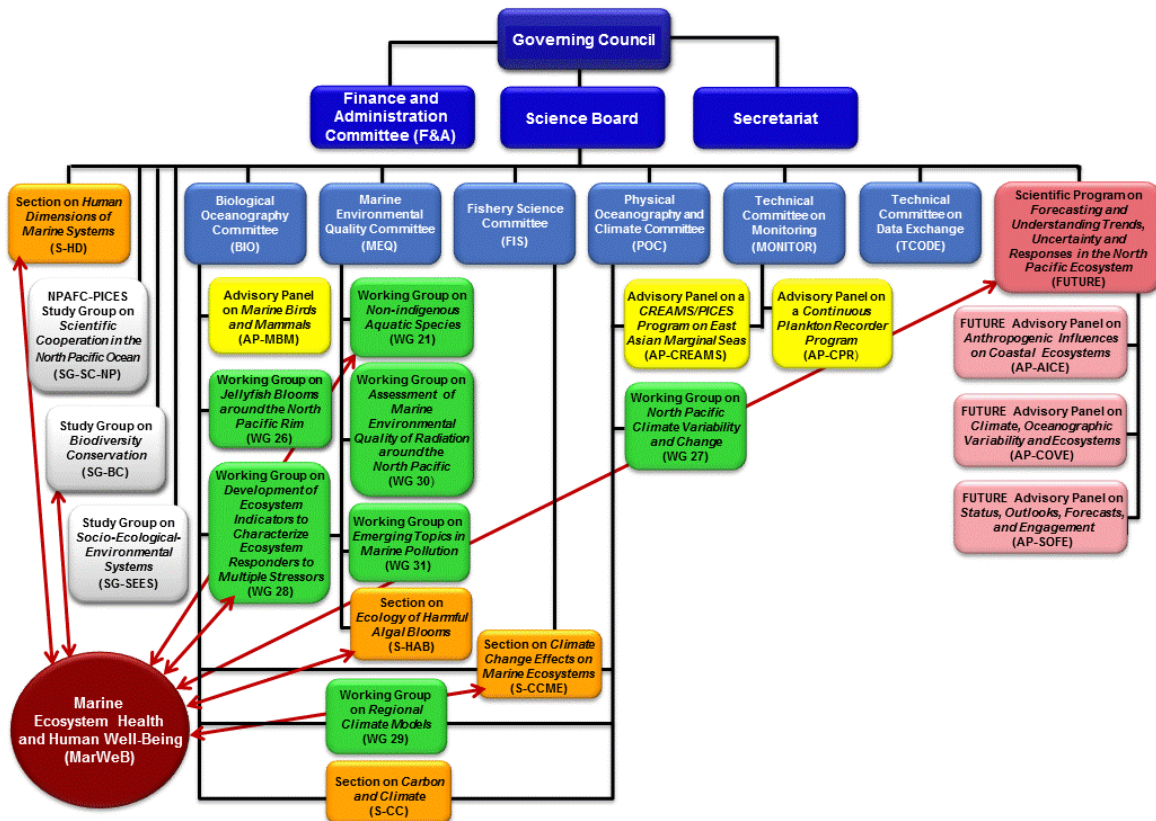 Governing Council
Finance and
Administration
Committee (F&A)
Science Board
Secretariat
Section on Human
Dimensions of
Marine Systems
(S-HD)
Biological
Oceanography
Committee
(BIO)
Marine
Environmental
Quality Committee
(MEQ)
Fishery Science
Committee
(FIS)
Physical
Oceanography and
Climate Committee
(POC)
Technical
Committee on
Monitoring
(MONITOR)
Technical
Committee on
Data Exchange
(TCODE)
Scientific Program on
Forecasting and
Understanding Trends,
Uncertainty and
Responses in the North
Pacific Ecosystem
(FUTURE)
NPAFC-PICES
Study Group on
Scientific
Cooperation in the
North Pacific Ocean
(SG-SC-NP)
Advisory Panel
on Marine Birds
and Mammals
(AP-MBM)
Working Group on
Non-indigenous
Aquatic Species
(WG 21)
Advisory Panel on a
CREAMS/PICES
Program on East
Asian Marginal Seas
(AP-CREAMS)
Advisory Panel on
a Continuous
Plankton Recorder
Program
(AP-CPR)
FUTURE Advisory Panel on
Anthropogenic Influences
on Coastal Ecosystems
(AP-AICE)
Working Group on
Jellyfish Blooms
around the North
Pacific Rim
(WG 26)
Working Group on
Assessment of
Marine
Environmental
Quality of Radiation
around the
North Pacific
(WG 30)
Working Group on
North Pacific
Climate Variability
and Change
(WG 27)
FUTURE Advisory Panel on
Climate, Oceanographic
Variability and Ecosystems
(AP-COVE)
Study Group on
Biodiversity
Conservation
(SG-BC)
Working Group on
Development of
Ecosystem
Indicators to
Characterize
Ecosystem
Responders to
Multiple Stressors
(WG 28)
Working Group on
Emerging Topics in
Marine Pollution
(WG 31)
FUTURE Advisory Panel on
Status, Outlooks, Forecasts,
and Engagement
(AP-SOFE)
Study Group on
Socio-Ecological-
Environmental
Systems
(SG-SEES)
Section on
Ecology of Harmful
Algal Blooms
(S-HAB)
Section on Climate
Change Effects on
Marine Ecosystems
(S-CCME)
Marine
Ecosystem Health
and Human Well-Being
(MarWeB)
Working Group
on Regional
Climate Models
(WG 29)
Section on Carbon
and Climate
(S-CC)